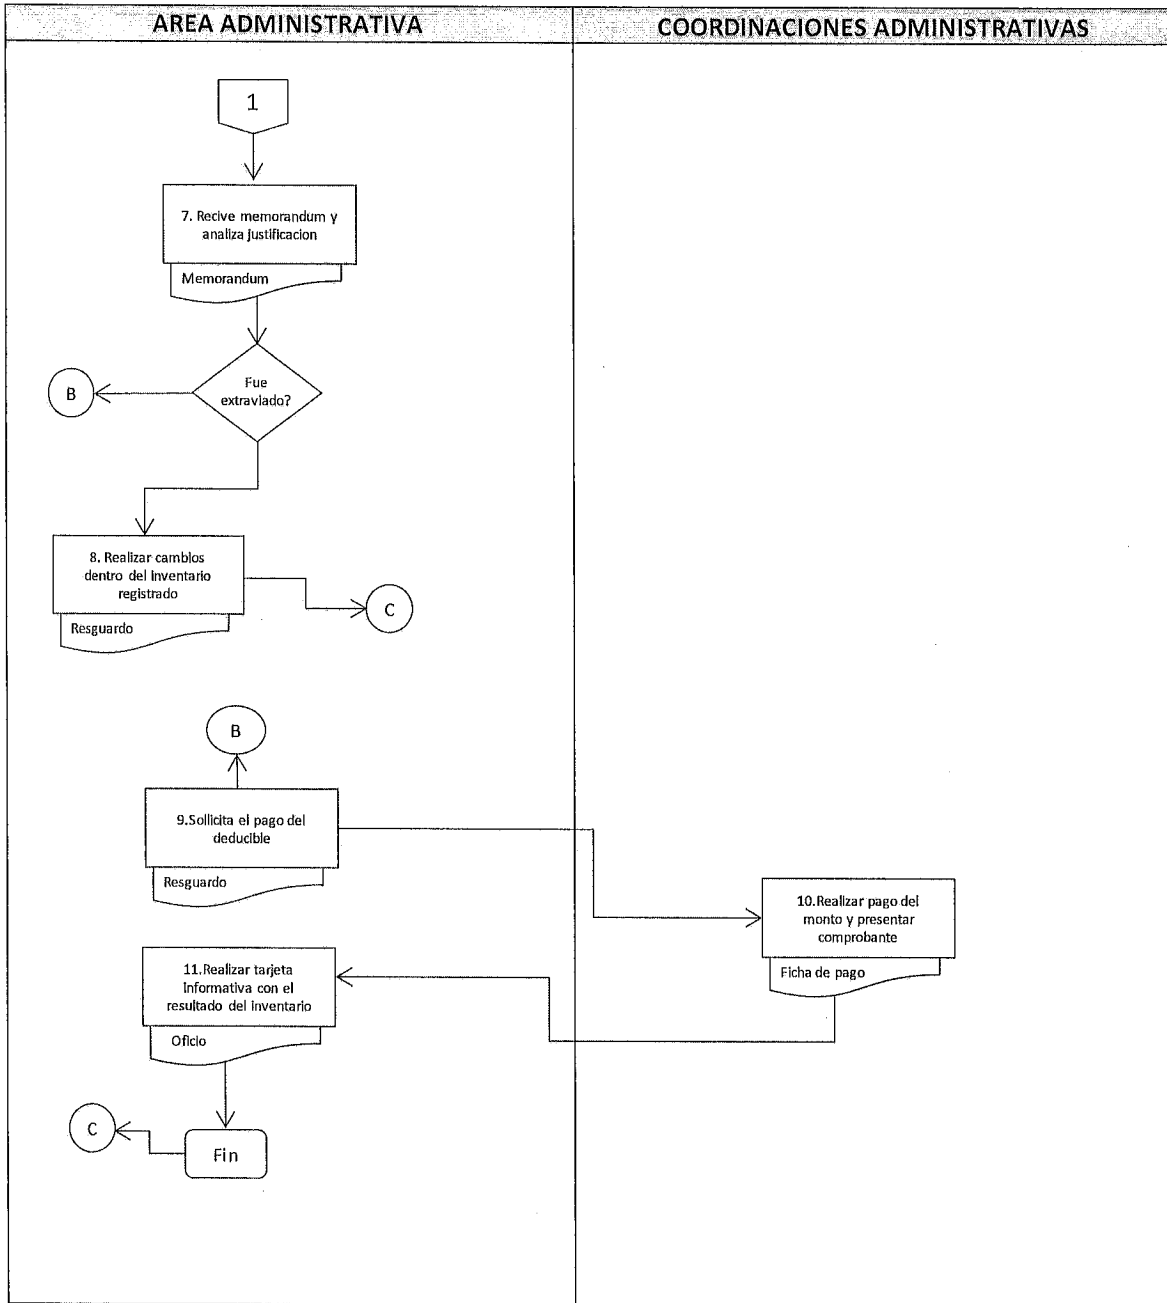 AREA ADMINISTRATIVA
COORDINACIONES ADMINISTRATIVAS
1
7. Recive memorandum y
analiza justificacion
Memorandum
Fue
extraviado?
B
8. Realizar cambios
dentro del inventario
registrado
Resguardo
C
B
9.Sollicita el pago del
deducible
Resguardo
10.Realizar pago del
monto y presentar
comprobante
Ficha de pago
11.Realizar tarjeta
Informativa con el
resultado del inventario
Oficio
C
Fin